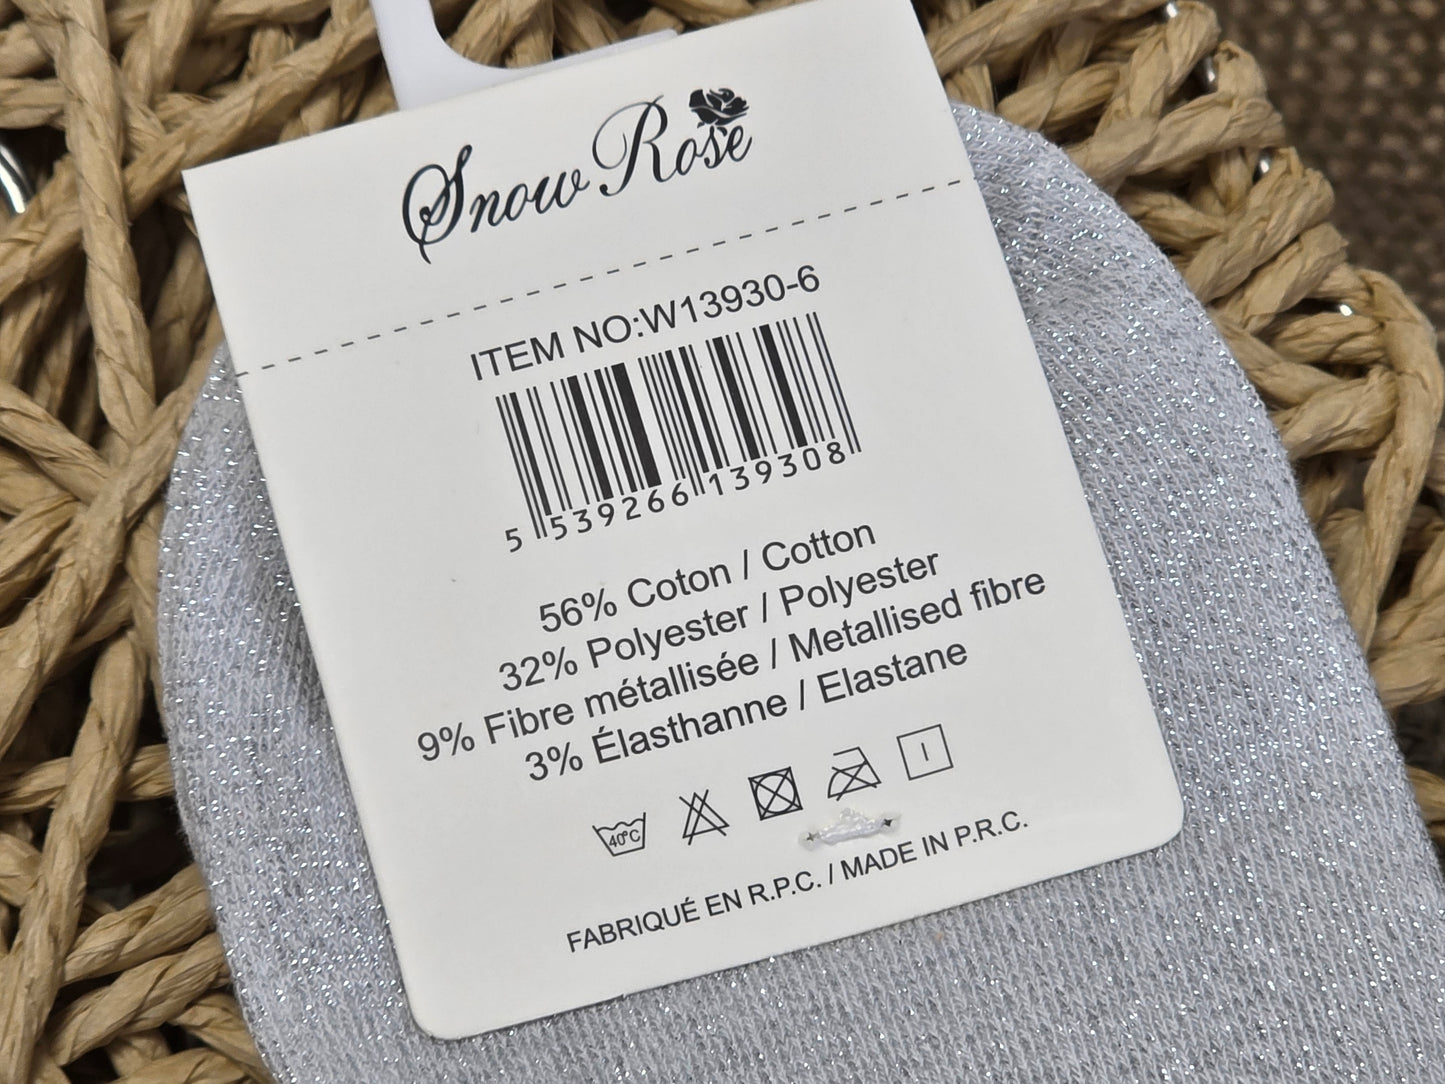 Snow Rose
ITEM NO:W13930-6
5 539266 139308
56% Coton / Cotton
32% Polyester / Polyester
9% Fibre métallisée / Metallised fibre
3% Élasthanne / Elastane
40°C
FABRIQUÉ EN R.P.C. / MADE IN P.R.C.